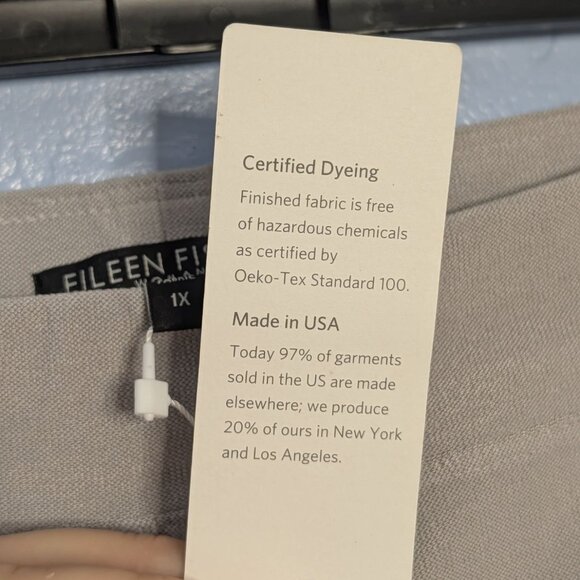 Certified Dyeing
Finished fabric is free
of hazardous chemicals
as certified by
Oeko-Tex Standard 100.
Made in USA
Today 97% of garments
sold in the US are made
elsewhere; we produce
20% of ours in New York
and Los Angeles.
EILEEN FIS
W
1X